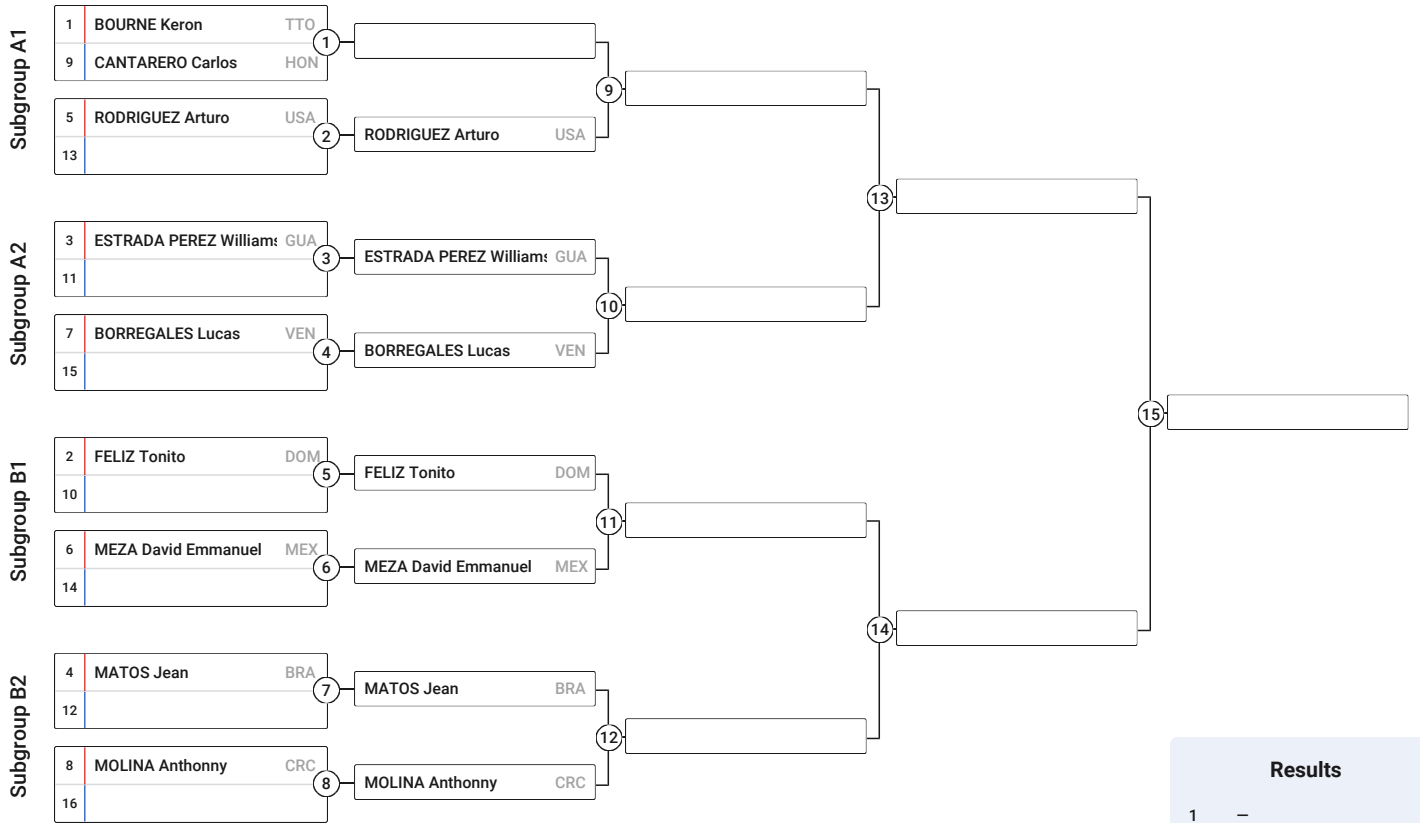 Subgroup A1
1 BOURNE Keron TTO
9 CANTARERO Carlos HON
1
5 RODRIGUEZ Arturo USA
13
2
RODRIGUEZ Arturo USA
9
Subgroup A2
3 ESTRADA PEREZ Williams GUA
11
3
ESTRADA PEREZ Williams GUA
7 BORREGALES Lucas VEN
15
4
BORREGALES Lucas VEN
10
13
Subgroup B1
2 FELIZ Tonito DOM
10
5
FELIZ Tonito DOM
6 MEZA David Emmanuel MEX
14
6
MEZA David Emmanuel MEX
11
Subgroup B2
4 MATOS Jean BRA
12
7
MATOS Jean BRA
8 MOLINA Anthonny CRC
16
8
MOLINA Anthonny CRC
12
14
15
Results
1 –